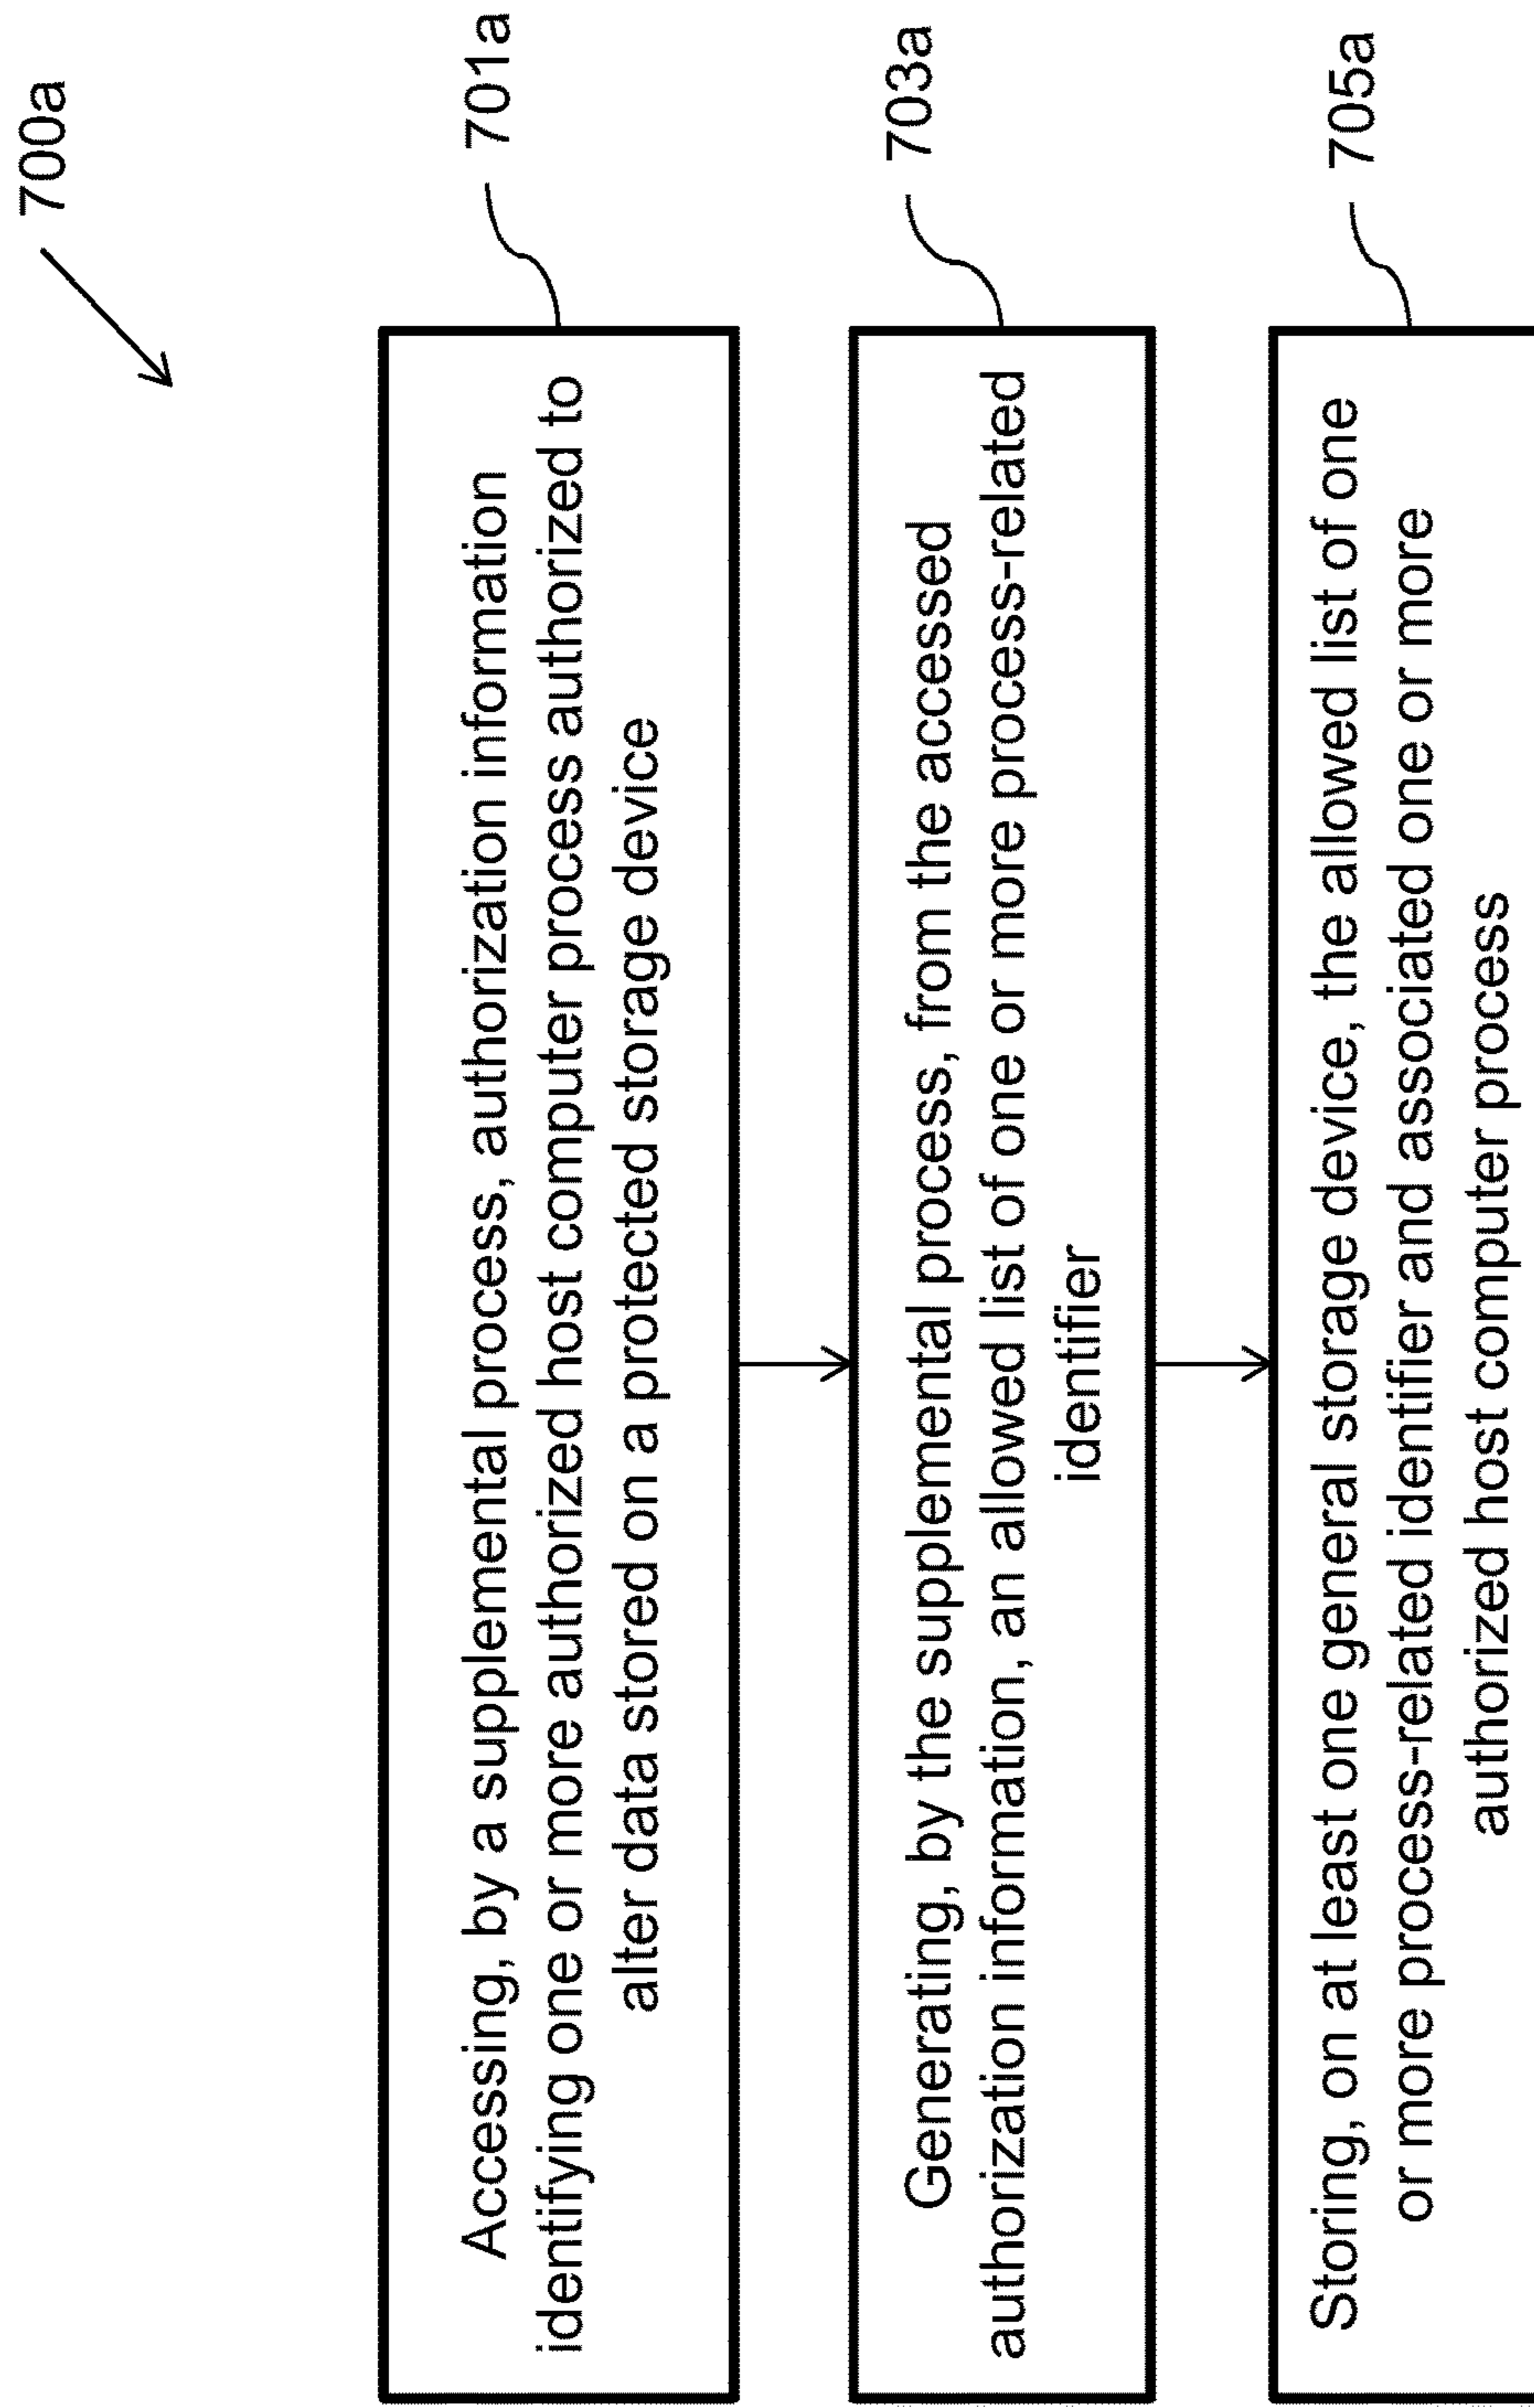 700a
Accessing, by a supplemental process, authorization information
identifying one or more authorized host computer process authorized to
alter data stored on a protected storage device
701a
Generating, by the supplemental process, from the accessed
authorization information, an allowed list of one or more process-related
identifier
703a
Storing, on at least one general storage device, the allowed list of one
or more process-related identifier and associated one or more
authorized host computer process
705a